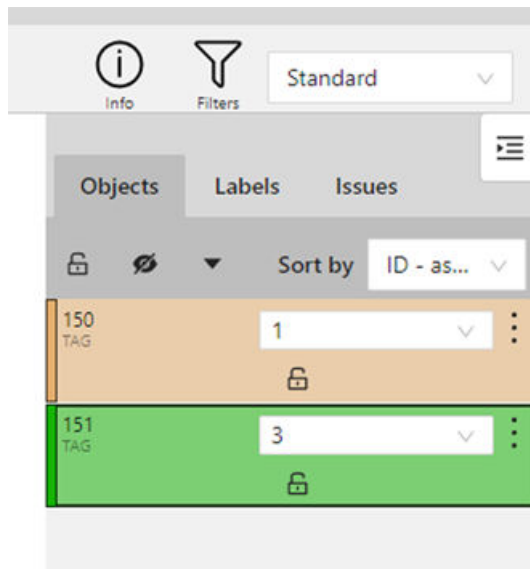 Info
Filters
Standard
Objects Labels Issues
Sort by ID - as...
150
TAG
1
151
TAG
3